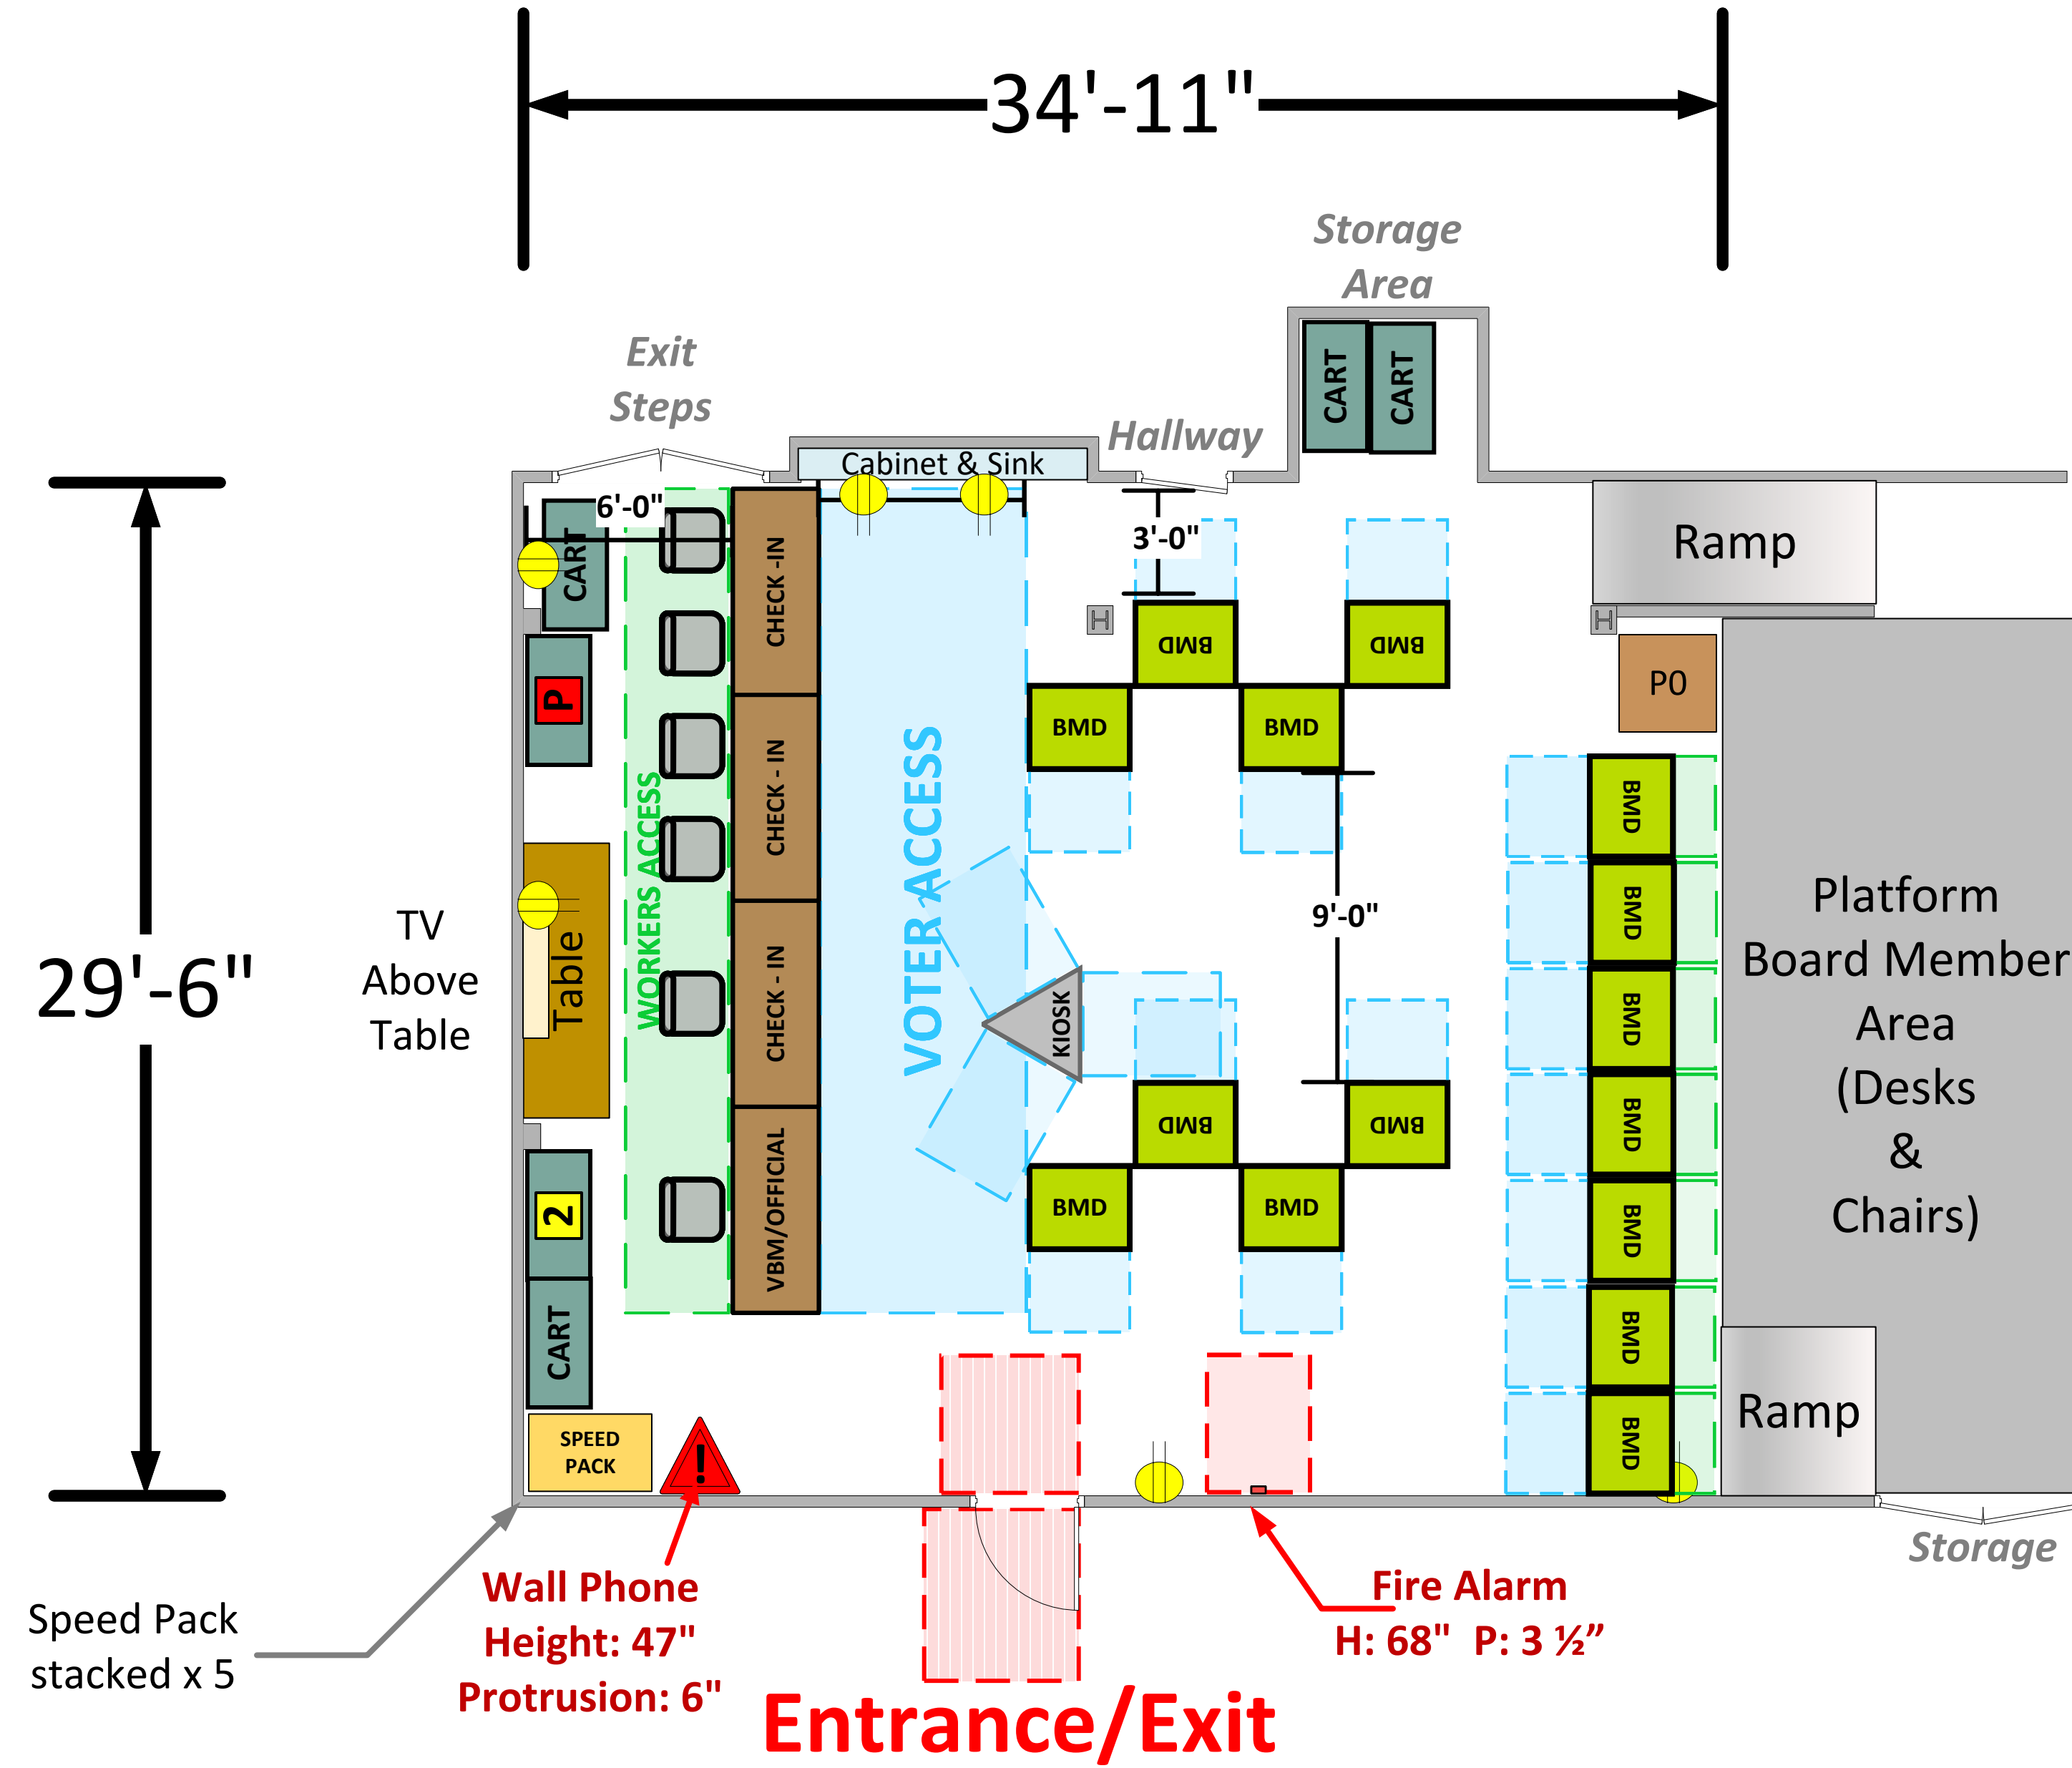 34'-11"
Storage
Area
CART
CART
Exit
Steps
Hallway
Cabinet & Sink
6'-0"
CART
3'-0"
Ramp
CHECK -IN
H
H
BMD
BMD
P0
P
BMD
BMD
CHECK - IN
WORKERS ACCESS
VOTER ACCESS
BMD
BMD
BMD
BMD
BMD
BMD
BMD
9'-0"
29'-6"
TV
Above
Table
Table
CHECK - IN
KIOSK
Platform
Board Member
Area
(Desks
&
Chairs)
BMD
BMD
BMD
BMD
2
VBM/OFFICIAL
CART
SPEED
PACK
!
Ramp
Storage
Speed Pack
stacked x 5
Wall Phone
Height: 47"
Protrusion: 6"
Fire Alarm
H: 68"  P: 3 ½”
Entrance/Exit